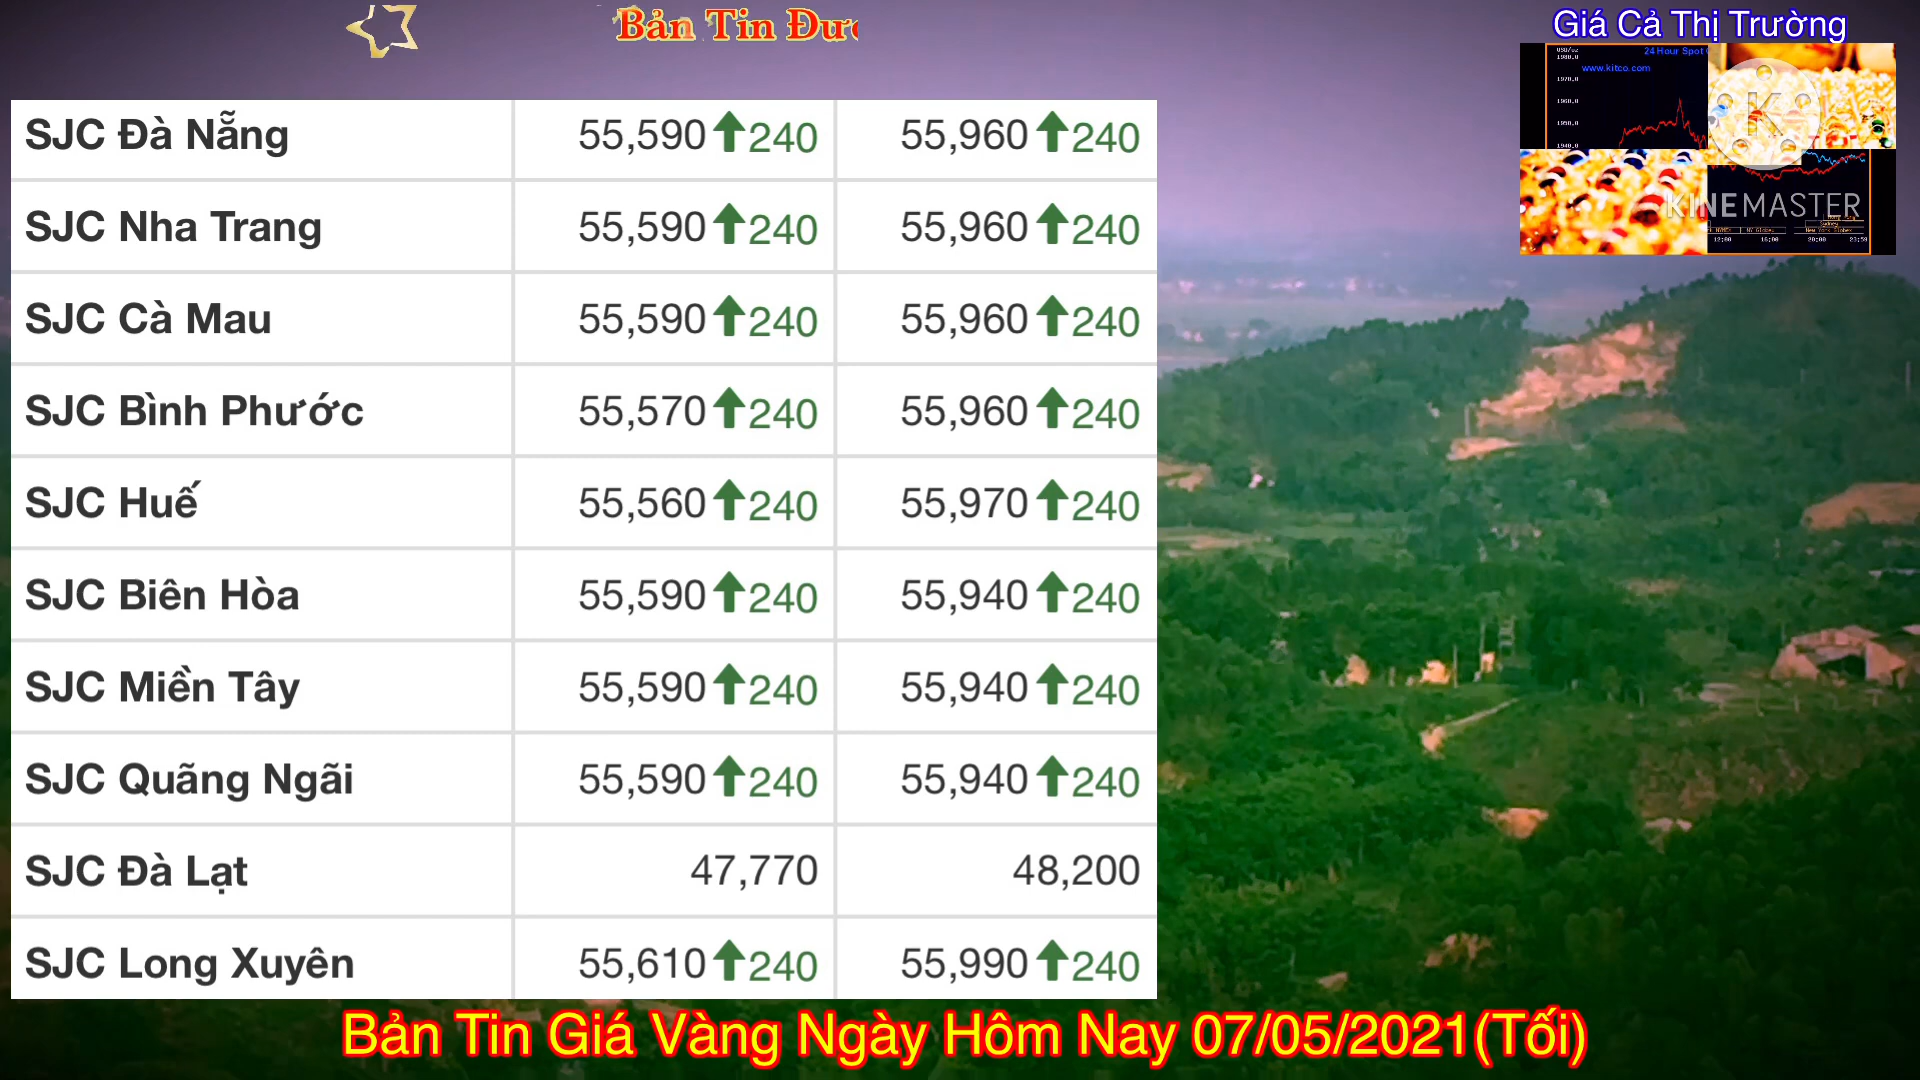 Bản Tin Đư
Giá Cả Thị Trường
24 Hour Spot
www.kitco.com
KINEMASTER
SJC Đà Nẵng 55,590 240 55,960 240
SJC Nha Trang 55,590 240 55,960 240
SJC Cà Mau 55,590 240 55,960 240
SJC Bình Phước 55,570 240 55,960 240
SJC Huế 55,560 240 55,970 240
SJC Biên Hòa 55,590 240 55,940 240
SJC Miền Tây 55,590 240 55,940 240
SJC Quãng Ngãi 55,590 240 55,940 240
SJC Đà Lạt 47,770 48,200
SJC Long Xuyên 55,610 240 55,990 240
Bản Tin Giá Vàng Ngày Hôm Nay 07/05/2021(Tối)